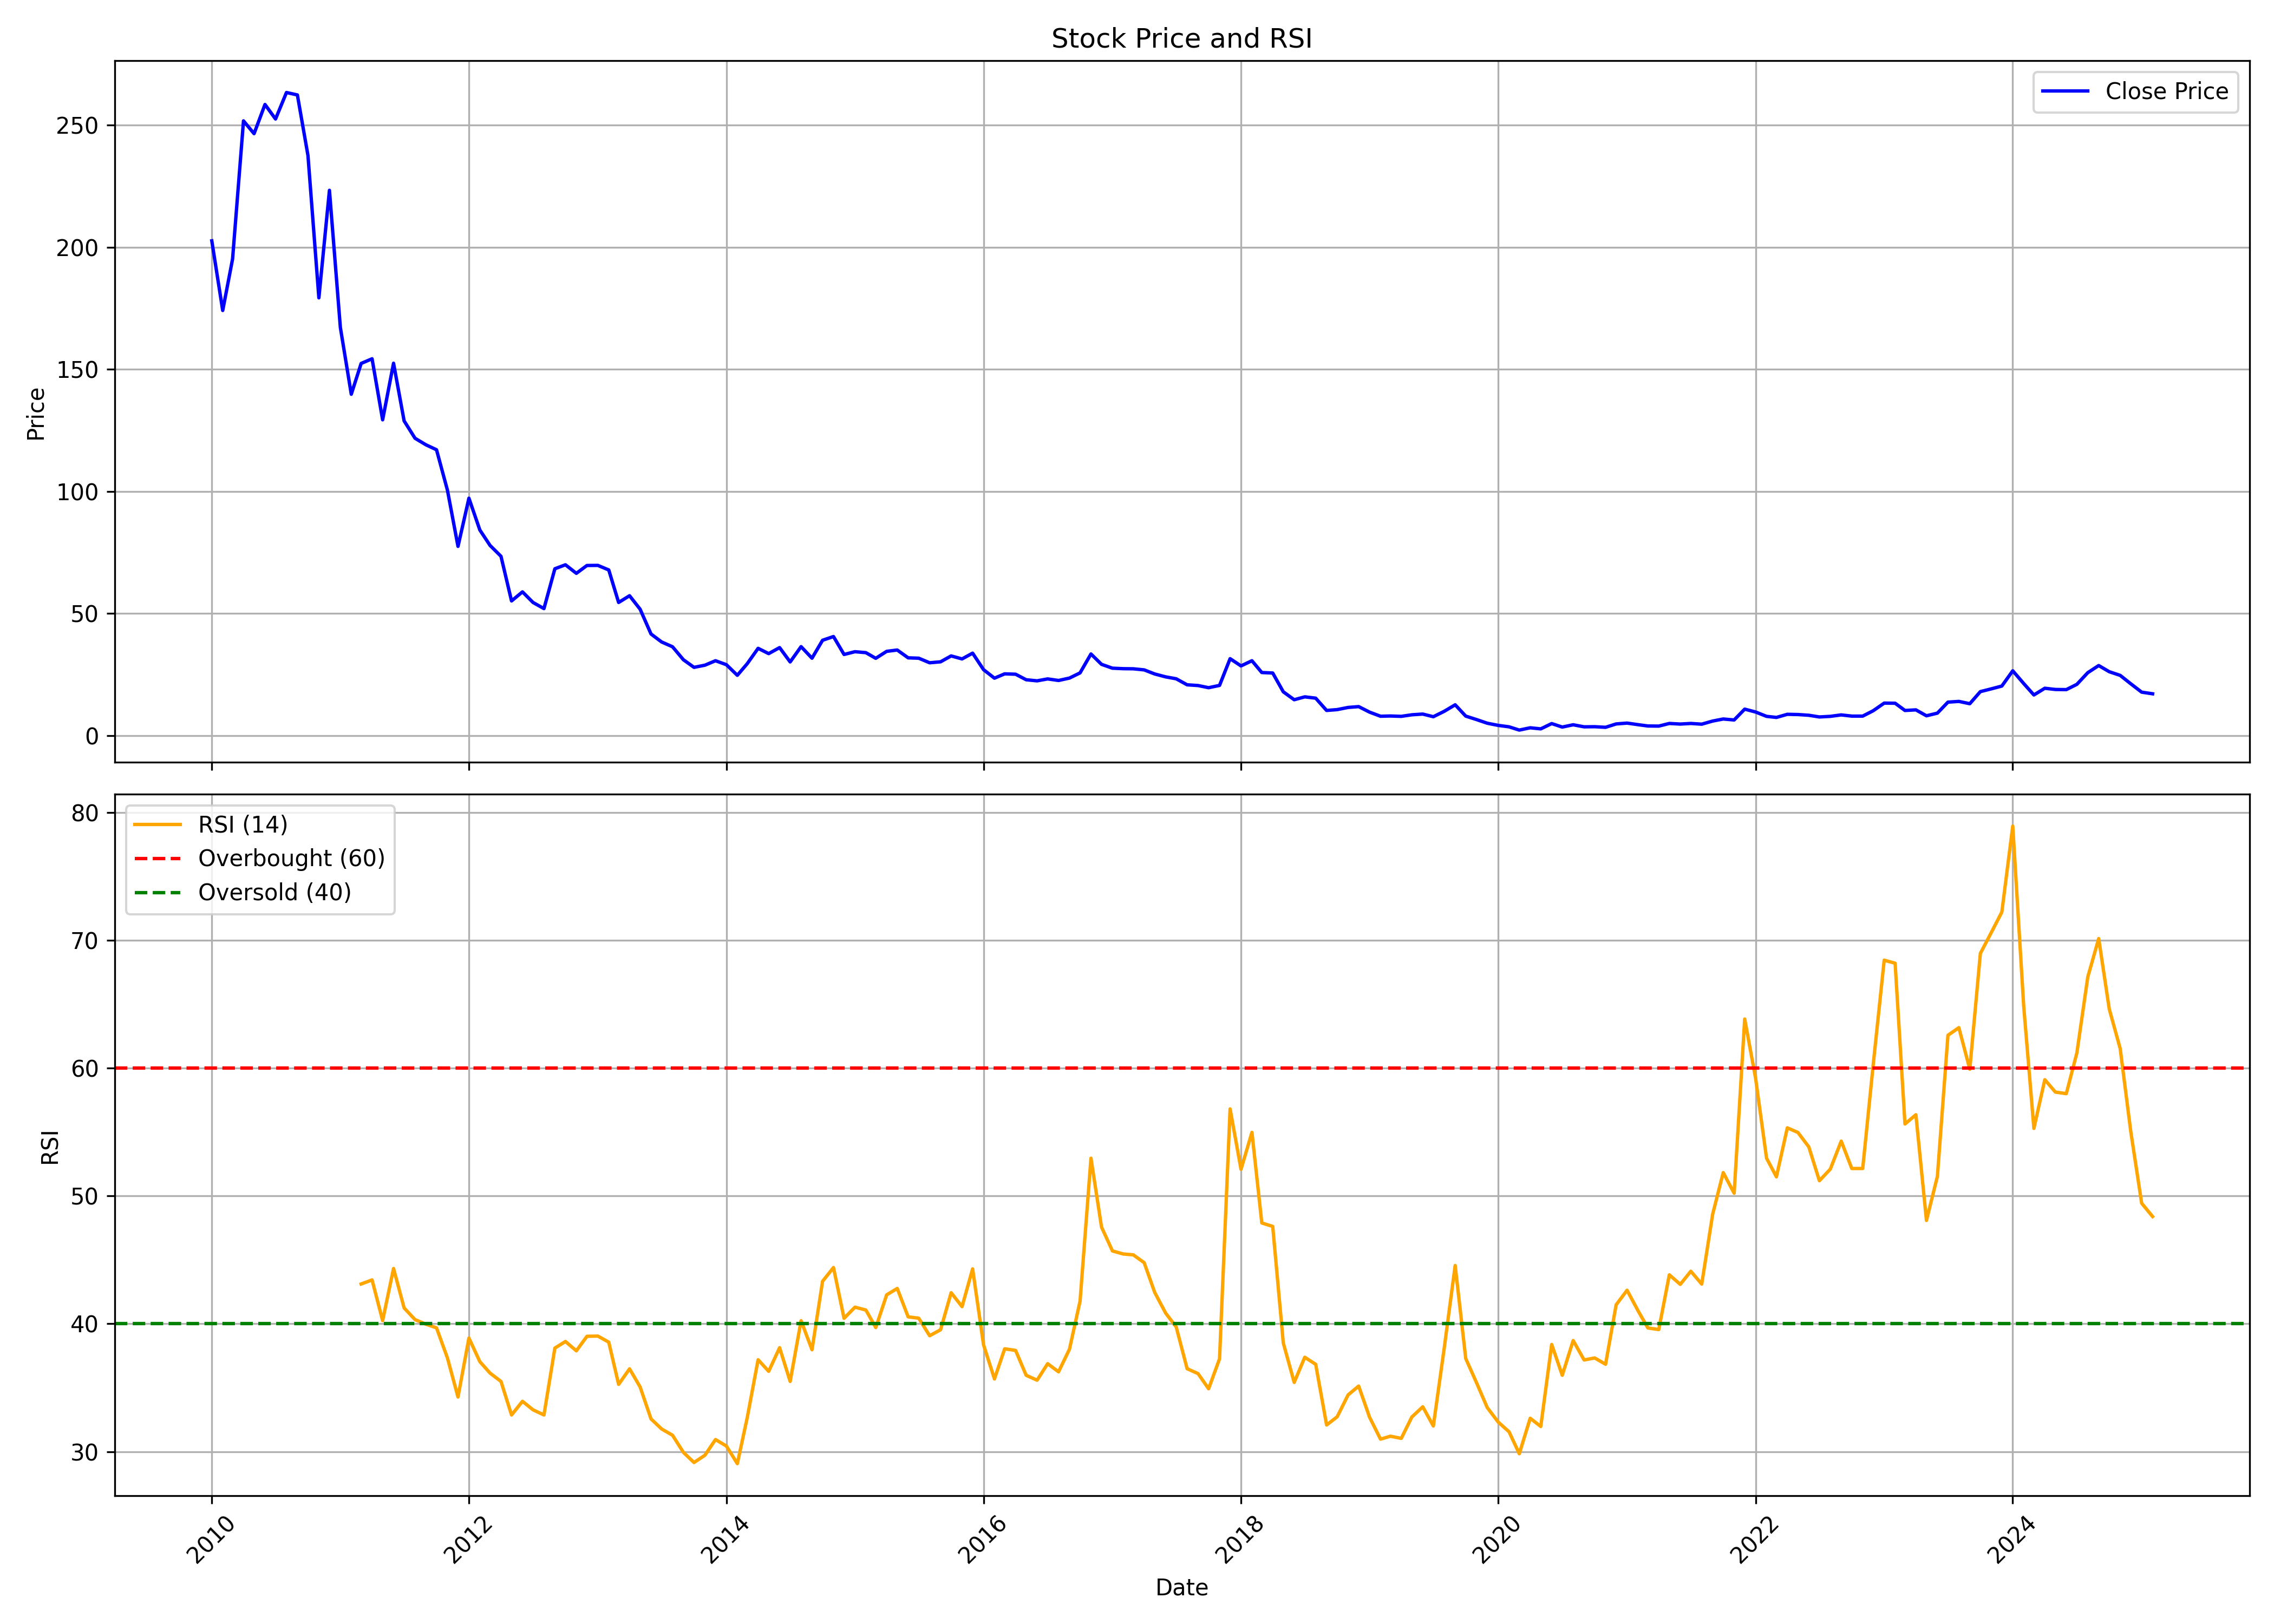 Stock Price and RSI
Close Price
250
200
150
100
50
0
Price
80
70
60
50
40
30
RSI
RSI (14)
Overbought (60)
Oversold (40)
2010
2012
2014
2016
2018
2020
2022
2024
Date